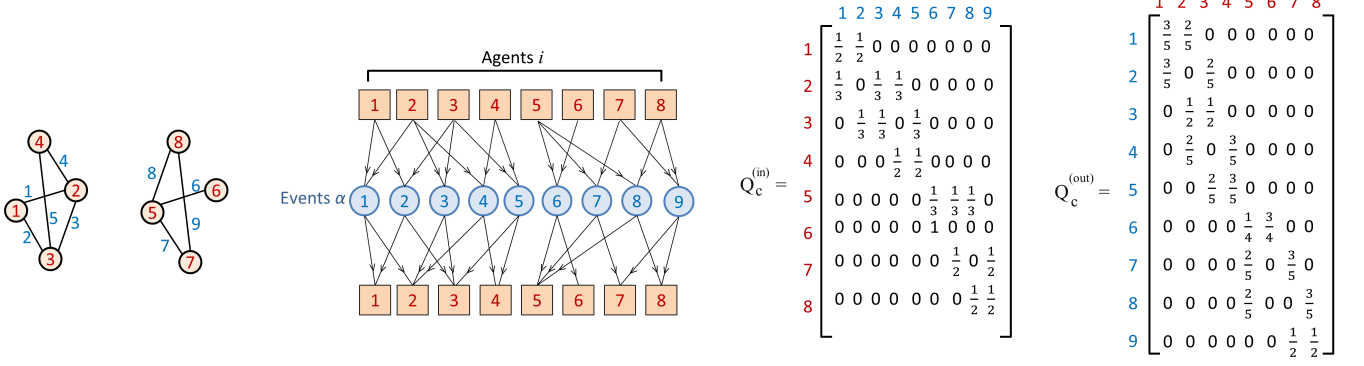 4
4
1
2
1
5
3
2
3
8
8
6
6
5
9
7
7
Agents i
1 2 3 4 5 6 7 8
Events α 1 2 3 4 5 6 7 8 9
1 2 3 4 5 6 7 8
Q_c^(in) =
1 2 3 4 5 6 7 8 9
1 1/2 1/2 0 0 0 0 0 0 0
2 1/3 0 1/3 1/3 0 0 0 0 0
3 0 1/3 1/3 0 1/3 0 0 0 0
4 0 0 0 1/2 1/2 0 0 0 0
5 0 0 0 0 0 1/3 1/3 1/3 0
6 0 0 0 0 0 1 0 0 0
7 0 0 0 0 0 0 1/2 0 1/2
8 0 0 0 0 0 0 0 1/2 1/2
Q_c^(out) =
1 2 3 4 5 6 7 8
1 3/5 2/5 0 0 0 0 0 0
2 3/5 0 2/5 0 0 0 0 0
3 0 1/2 1/2 0 0 0 0 0
4 0 2/5 0 3/5 0 0 0 0
5 0 0 2/5 3/5 0 0 0 0
6 0 0 0 0 1/4 3/4 0 0
7 0 0 0 0 2/5 0 3/5 0
8 0 0 0 0 2/5 0 0 3/5
9 0 0 0 0 0 0 1/2 1/2